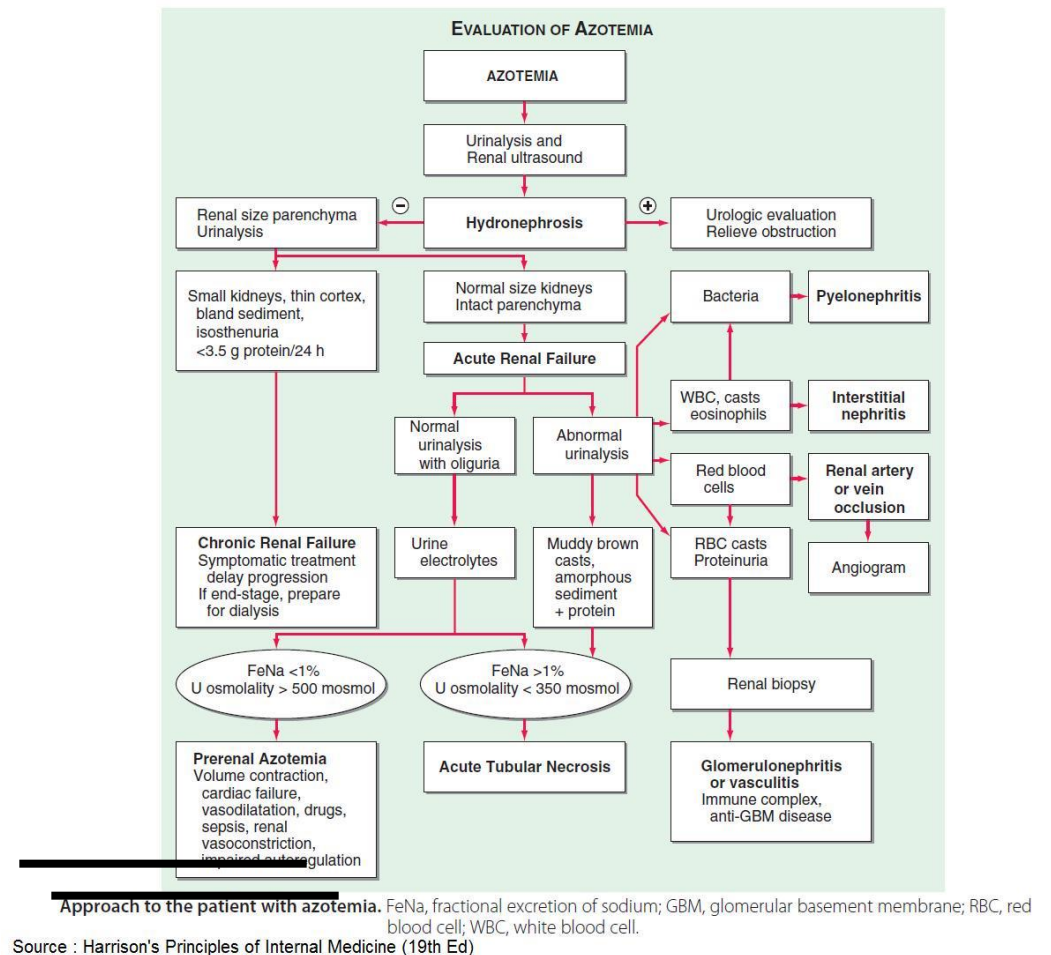 EVALUATION OF AZOTEMIA
AZOTEMIA
Urinalysis and
Renal ultrasound
Renal size parenchyma
Urinalysis
−
Hydronephrosis
+
Urologic evaluation
Relieve obstruction
Small kidneys, thin cortex,
bland sediment,
isosthenuria
<3.5 g protein/24 h
Normal size kidneys
Intact parenchyma
Bacteria
Pyelonephritis
Acute Renal Failure
WBC, casts
eosinophils
Interstitial
nephritis
Normal
urinalysis
with oliguria
Abnormal
urinalysis
Red blood
cells
Renal artery
or vein
occlusion
Chronic Renal Failure
Symptomatic treatment
delay progression
If end-stage, prepare
for dialysis
Urine
electrolytes
Muddy brown
casts,
amorphous
sediment
+ protein
RBC casts
Proteinuria
Angiogram
FeNa <1%
U osmolality > 500 mosmol
FeNa >1%
U osmolality < 350 mosmol
Renal biopsy
Prerenal Azotemia
Volume contraction,
cardiac failure,
vasodilatation, drugs,
sepsis, renal
vasoconstriction,
impaired autoregulation
Acute Tubular Necrosis
Glomerulonephritis
or vasculitis
Immune complex,
anti-GBM disease
Approach to the patient with azotemia. FeNa, fractional excretion of sodium; GBM, glomerular basement membrane; RBC, red
blood cell; WBC, white blood cell.
Source : Harrison's Principles of Internal Medicine (19th Ed)